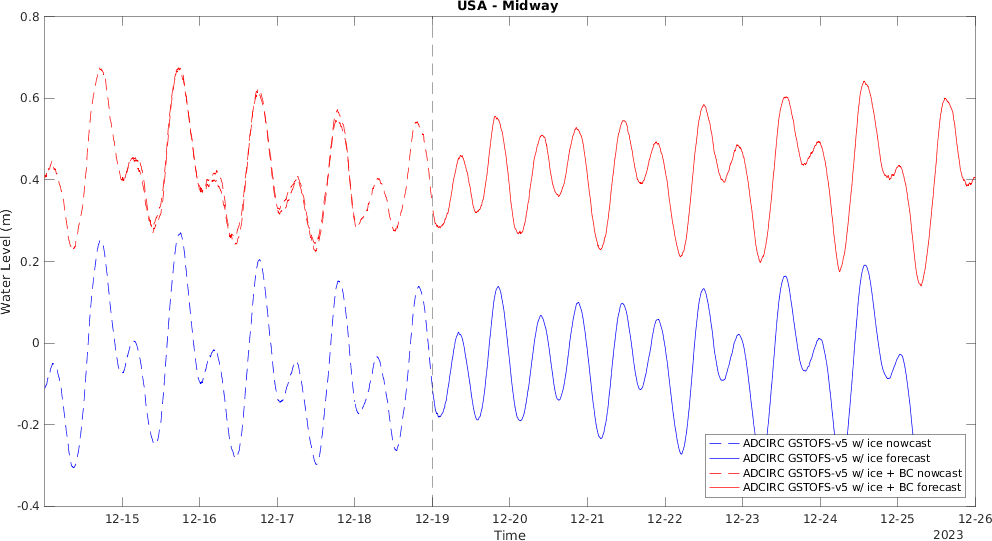 USA - Midway
Water Level (m)
0.8
0.6
0.4
0.2
0
-0.2
-0.4
12-15
12-16
12-17
12-18
12-19
12-20
12-21
12-22
12-23
12-24
12-25
12-26
Time
2023
ADCIRC GSTOFS-v5 w/ ice nowcast
ADCIRC GSTOFS-v5 w/ ice forecast
ADCIRC GSTOFS-v5 w/ ice + BC nowcast
ADCIRC GSTOFS-v5 w/ ice + BC forecast